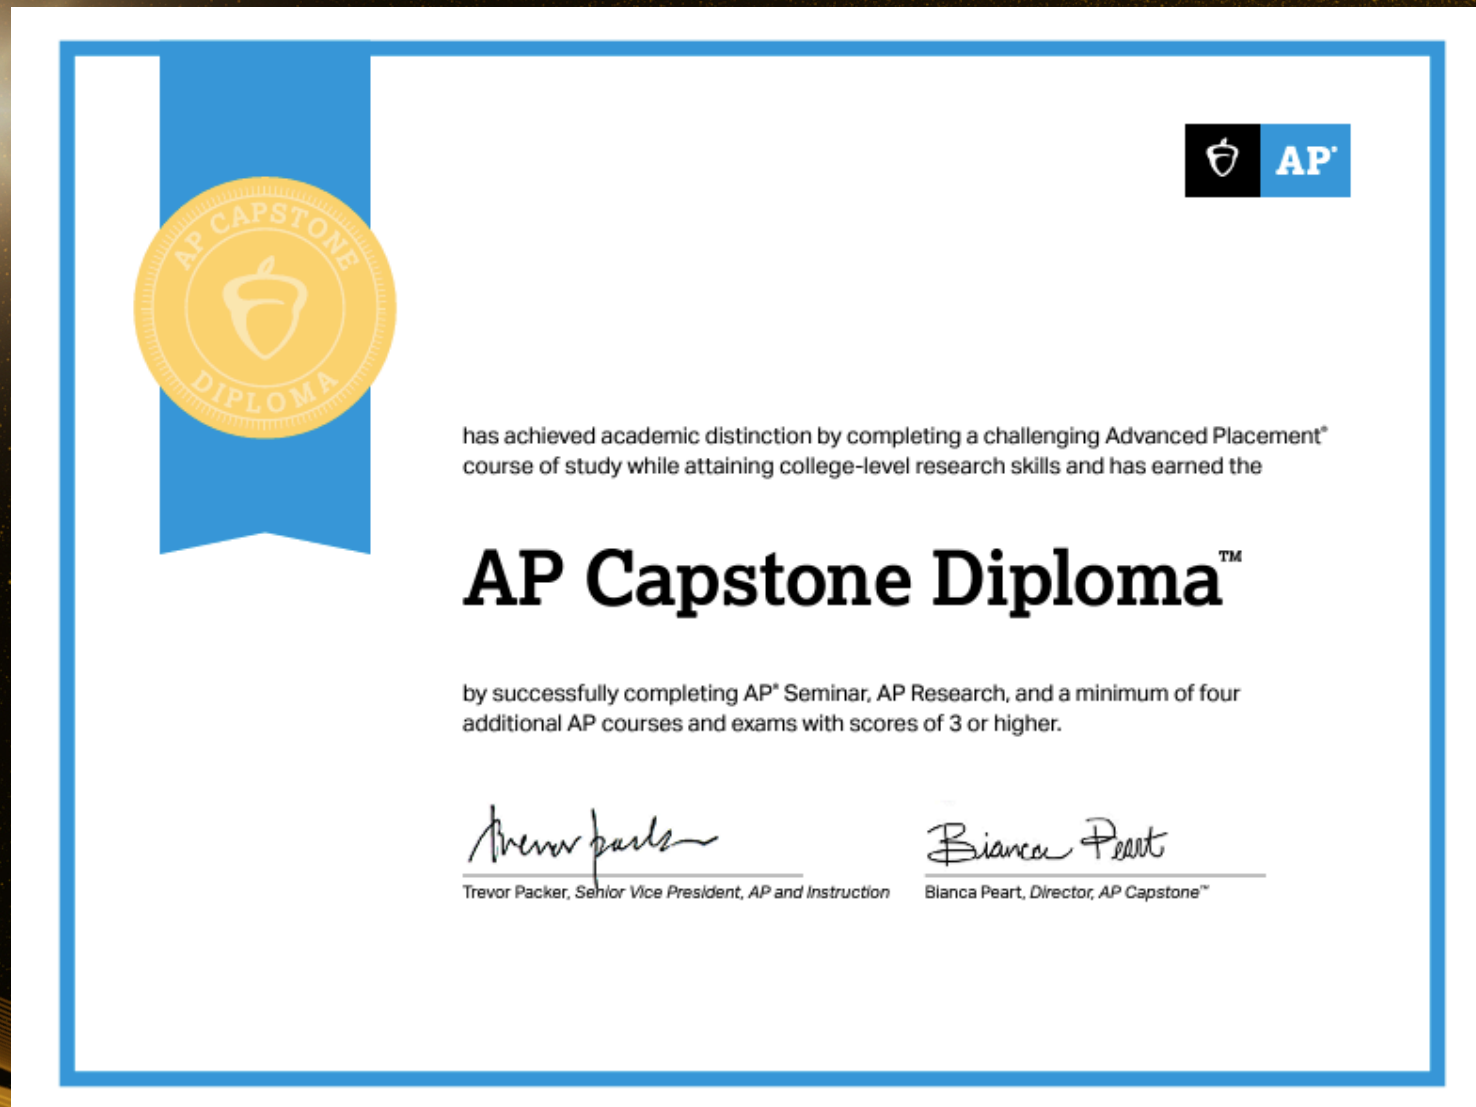 AP CAPSTONE
DIPLOMA
AP®
has achieved academic distinction by completing a challenging Advanced Placement®
course of study while attaining college-level research skills and has earned the
AP Capstone Diploma™
by successfully completing AP® Seminar, AP Research, and a minimum of four
additional AP courses and exams with scores of 3 or higher.
Trevor Packer Bianca Peart
Trevor Packer, Senior Vice President, AP and Instruction Bianca Peart, Director, AP Capstone™